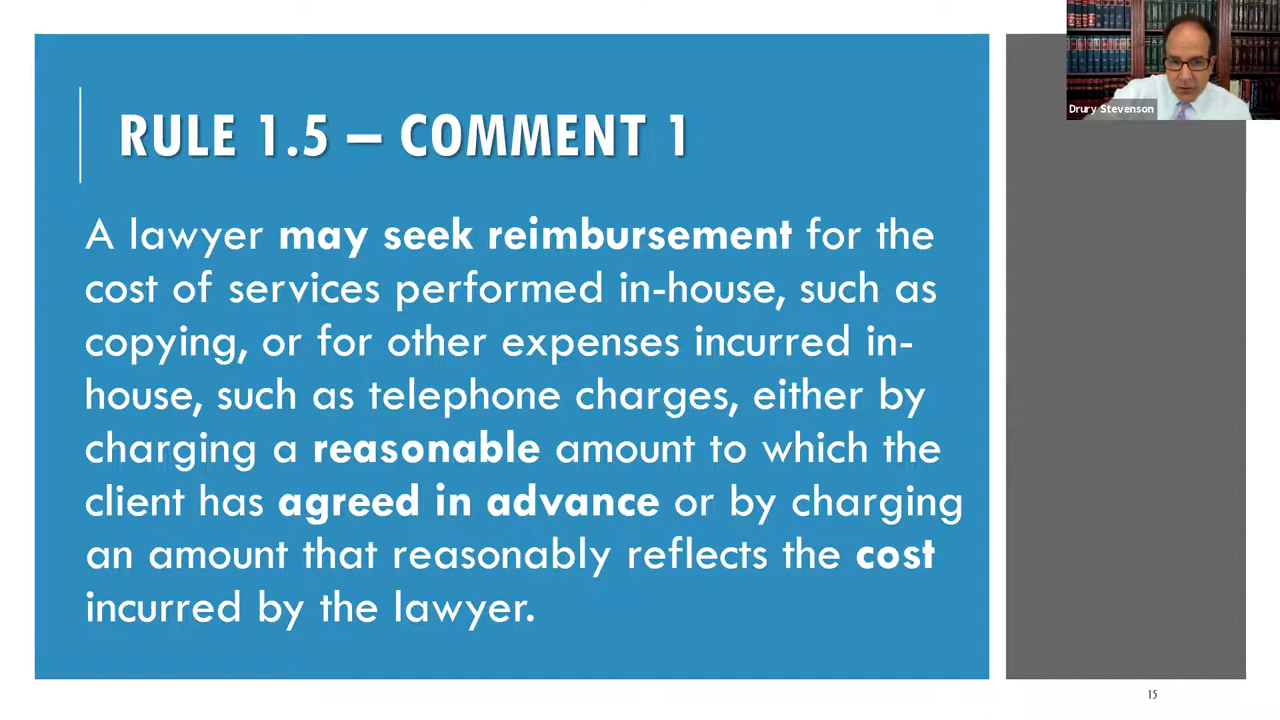 RULE 1.5 – COMMENT 1
A lawyer may seek reimbursement for the
cost of services performed in-house, such as
copying, or for other expenses incurred in-
house, such as telephone charges, either by
charging a reasonable amount to which the
client has agreed in advance or by charging
an amount that reasonably reflects the cost
incurred by the lawyer.
Drury Stevenson
15